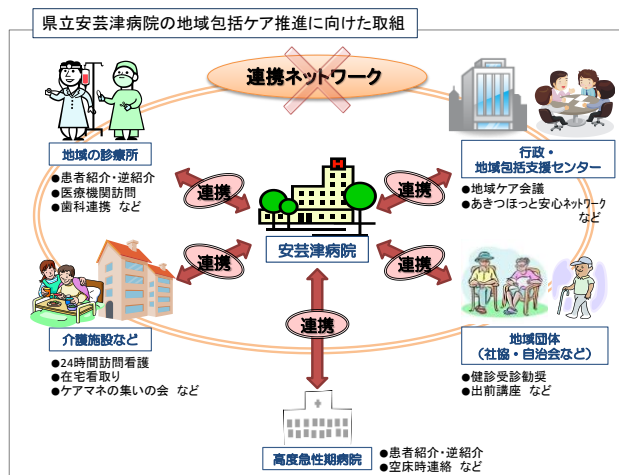 県立安芸津病院の地域包括ケア推進に向けた取組
連携ネットワーク
地域の診療所
●患者紹介・逆紹介
●医療機関訪問
●歯科連携 など
行政・
地域包括支援センター
●地域ケア会議
●あきつほっと安心ネットワーク
など
連携
連携
H
安芸津病院
連携
連携
介護施設など
●24時間訪問看護
●在宅看取り
●ケアマネの集いの会 など
地域団体
（社協・自治会など）
●健診受診勧奨
●出前講座 など
連携
高度急性期病院
●患者紹介・逆紹介
●空床時連絡 など